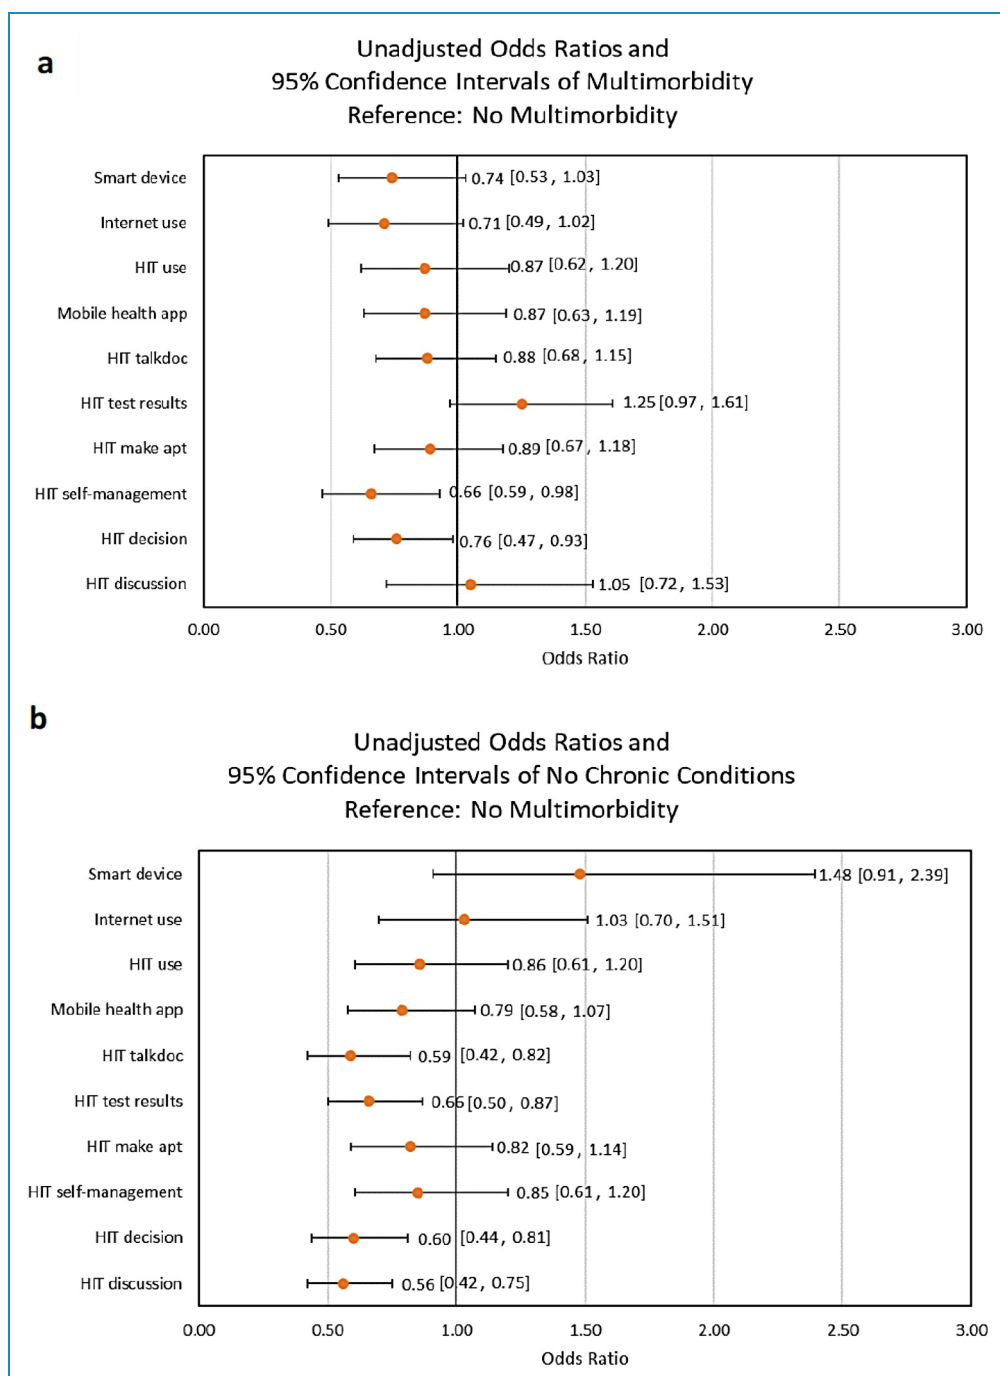 a
Unadjusted Odds Ratios and
95% Confidence Intervals of Multimorbidity
Reference: No Multimorbidity
Smart device 0.74 [0.53 , 1.03]
Internet use 0.71 [0.49 , 1.02]
HIT use 0.87 [0.62 , 1.20]
Mobile health app 0.87 [0.63 , 1.19]
HIT talkdoc 0.88 [0.68 , 1.15]
HIT test results 1.25 [0.97 , 1.61]
HIT make apt 0.89 [0.67 , 1.18]
HIT self-management 0.66 [0.59 , 0.98]
HIT decision 0.76 [0.47 , 0.93]
HIT discussion 1.05 [0.72 , 1.53]
0.00 0.50 1.00 1.50 2.00 2.50 3.00
Odds Ratio
b
Unadjusted Odds Ratios and
95% Confidence Intervals of No Chronic Conditions
Reference: No Multimorbidity
Smart device 1.48 [0.91 , 2.39]
Internet use 1.03 [0.70 , 1.51]
HIT use 0.86 [0.61 , 1.20]
Mobile health app 0.79 [0.58 , 1.07]
HIT talkdoc 0.59 [0.42 , 0.82]
HIT test results 0.66 [0.50 , 0.87]
HIT make apt 0.82 [0.59 , 1.14]
HIT self-management 0.85 [0.61 , 1.20]
HIT decision 0.60 [0.44 , 0.81]
HIT discussion 0.56 [0.42 , 0.75]
0.00 0.50 1.00 1.50 2.00 2.50 3.00
Odds Ratio